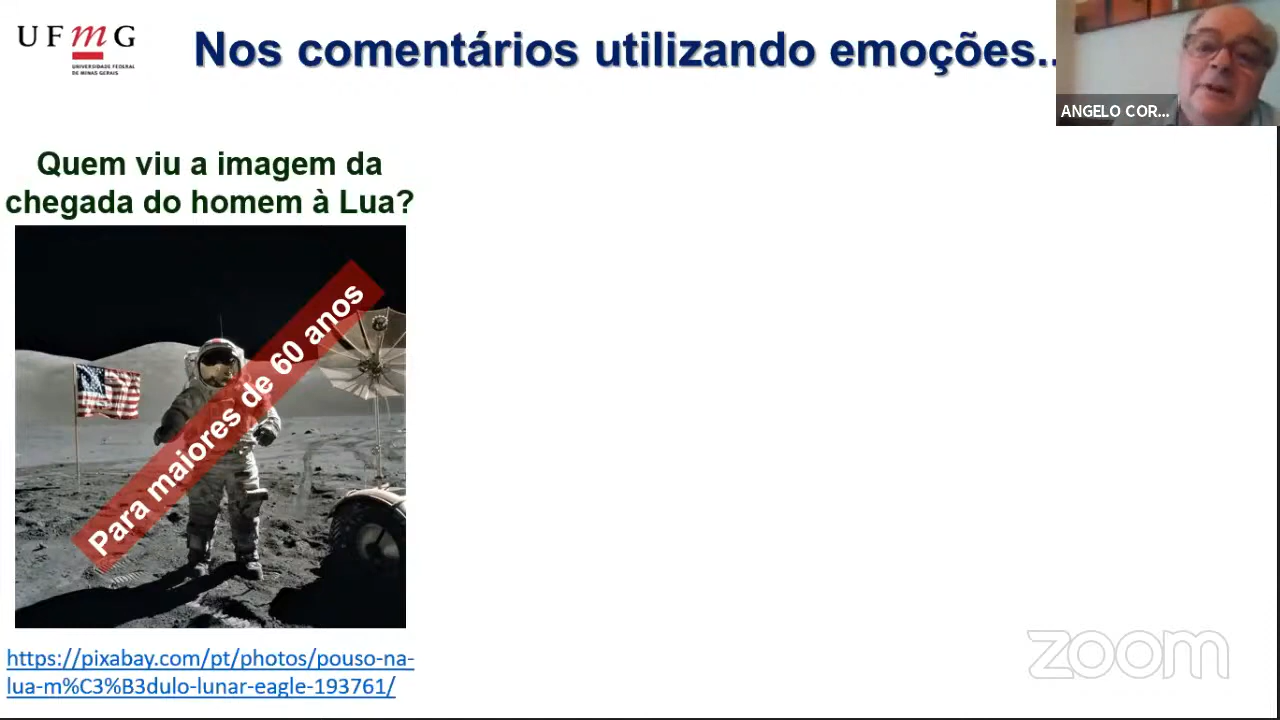 UFMG
UNIVERSIDADE FEDERAL
DE MINAS GERAIS
Nos comentários utilizando emoções..
ANGELO COR...
Quem viu a imagem da
chegada do homem à Lua?
Para maiores de 60 anos
https://pixabay.com/pt/photos/pouso-na-
lua-m%C3%B3dulo-lunar-eagle-193761/
zoom